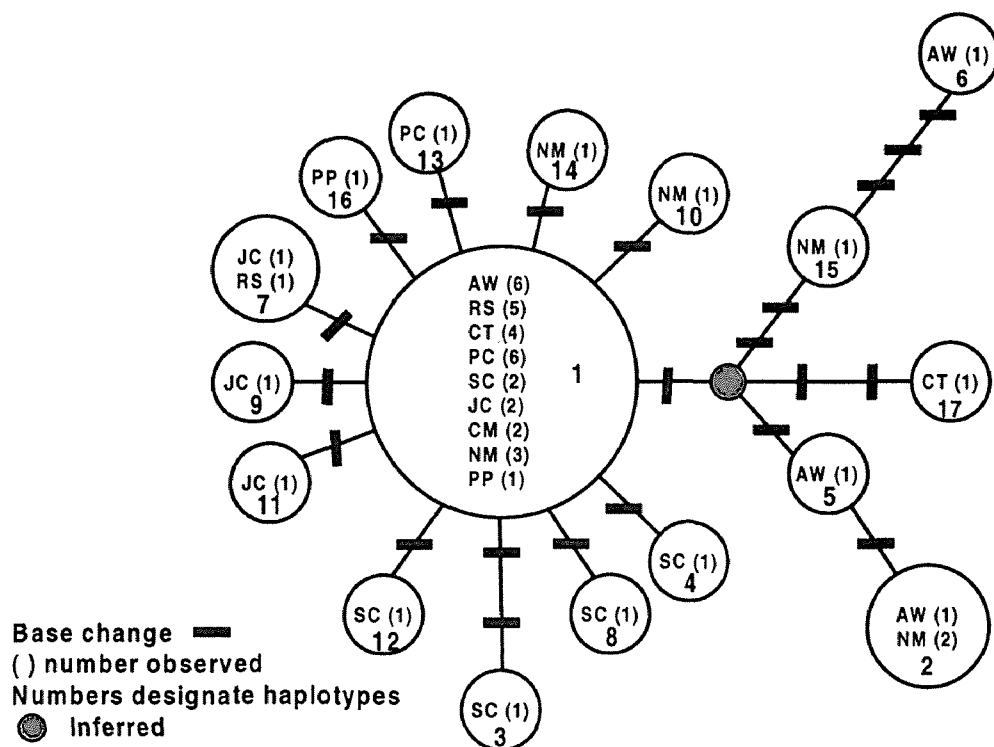 AW (1)
6
PC (1)
13
NM (1)
14
PP (1)
16
NM (1)
10
JC (1)
RS (1)
7
NM (1)
15
AW (6)
RS (5)
CT (4)
PC (6)
SC (2)
JC (2)
CM (2)
NM (3)
PP (1)
1
JC (1)
9
CT (1)
17
JC (1)
11
AW (1)
5
SC (1)
4
SC (1)
12
SC (1)
8
AW (1)
NM (2)
2
SC (1)
3
Base change
( ) number observed
Numbers designate haplotypes
Inferred